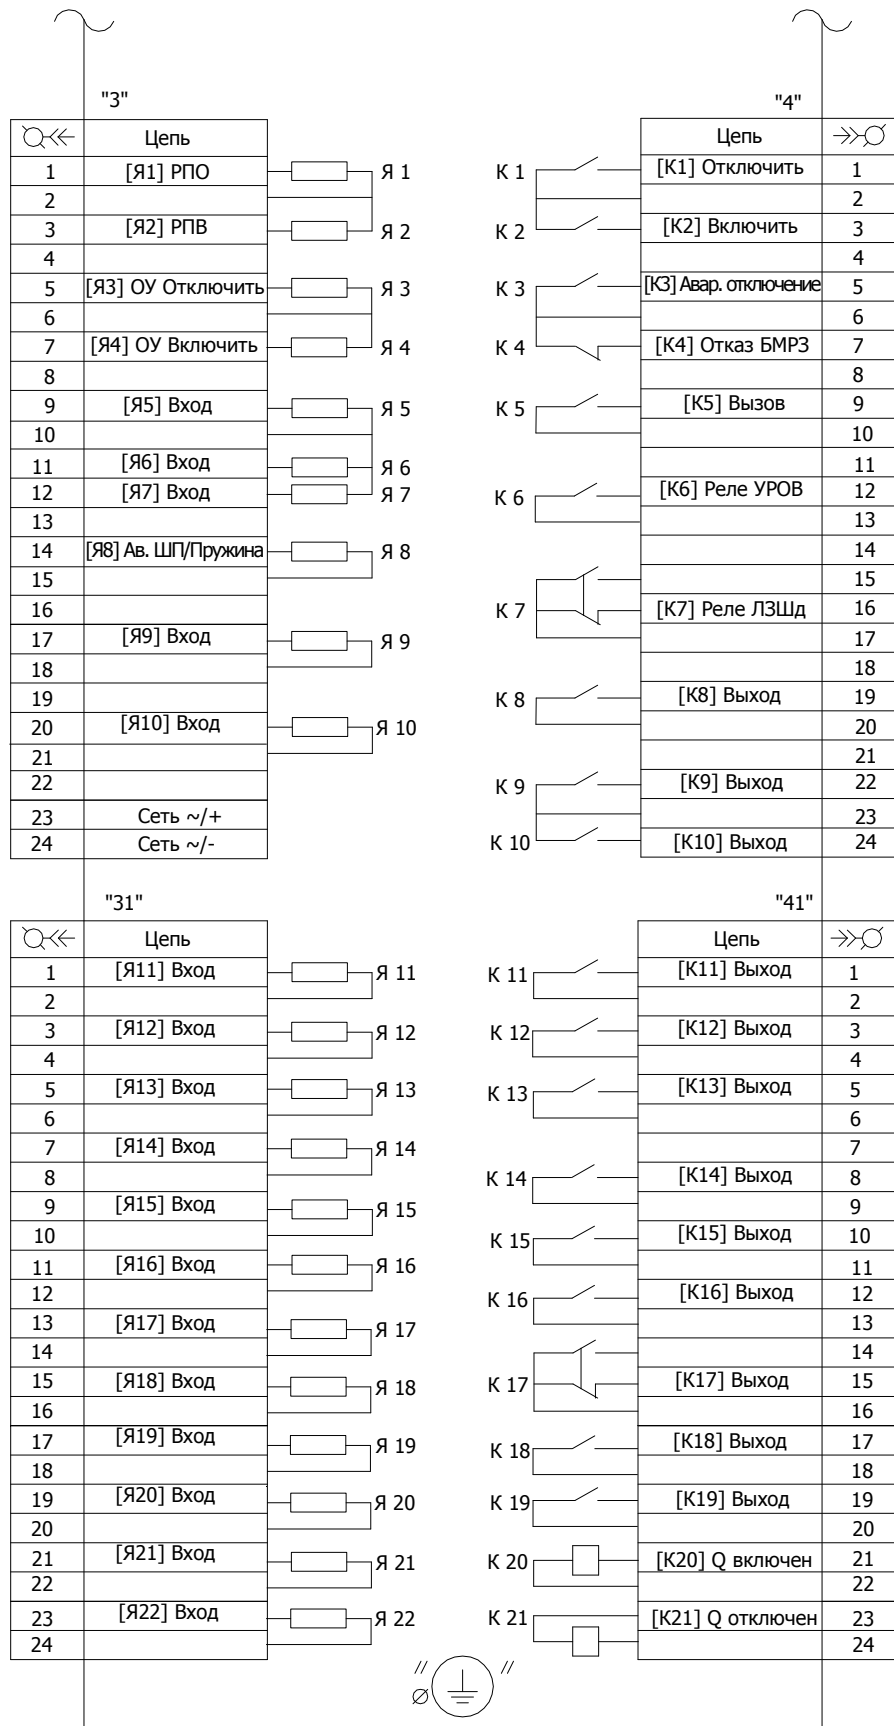 "3"
Цепь
1 [Я1] РПО Я 1
2
3 [Я2] РПВ Я 2
4
5 [Я3] ОУ Отключить Я 3
6
7 [Я4] ОУ Включить Я 4
8
9 [Я5] Вход Я 5
10
11 [Я6] Вход Я 6
12 [Я7] Вход Я 7
13
14 [Я8] Ав. ШП/Пружина Я 8
15
16
17 [Я9] Вход Я 9
18
19
20 [Я10] Вход Я 10
21
22
23 Сеть ~/+
24 Сеть ~/-
"4"
Цепь
К 1 [К1] Отключить 1
2
К 2 [К2] Включить 3
4
К 3 [К3] Авар. отключение 5
6
К 4 [К4] Отказ БМРЗ 7
8
К 5 [К5] Вызов 9
10
11
К 6 [К6] Реле УРОВ 12
13
14
15
К 7 [К7] Реле ЛЗШд 16
17
18
К 8 [К8] Выход 19
20
21
К 9 [К9] Выход 22
23
К 10 [К10] Выход 24
"31"
Цепь
1 [Я11] Вход Я 11
2
3 [Я12] Вход Я 12
4
5 [Я13] Вход Я 13
6
7 [Я14] Вход Я 14
8
9 [Я15] Вход Я 15
10
11 [Я16] Вход Я 16
12
13 [Я17] Вход Я 17
14
15 [Я18] Вход Я 18
16
17 [Я19] Вход Я 19
18
19 [Я20] Вход Я 20
20
21 [Я21] Вход Я 21
22
23 [Я22] Вход Я 22
24
"41"
Цепь
К 11 [К11] Выход 1
2
К 12 [К12] Выход 3
4
К 13 [К13] Выход 5
6
7
К 14 [К14] Выход 8
9
К 15 [К15] Выход 10
11
К 16 [К16] Выход 12
13
14
К 17 [К17] Выход 15
16
К 18 [К18] Выход 17
18
К 19 [К19] Выход 19
20
К 20 [К20] Q включен 21
22
К 21 [К21] Q отключен 23
24